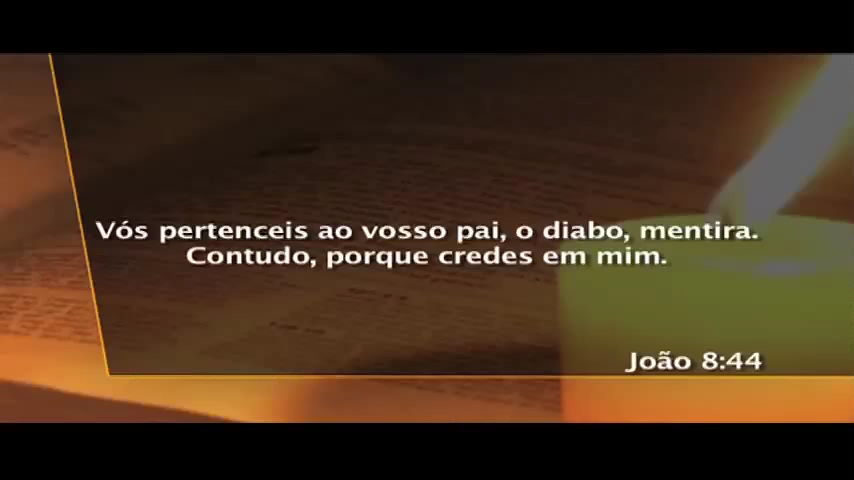 Vós pertenceis ao vosso pai, o diabo, mentira.
Contudo, porque credes em mim.
João 8:44